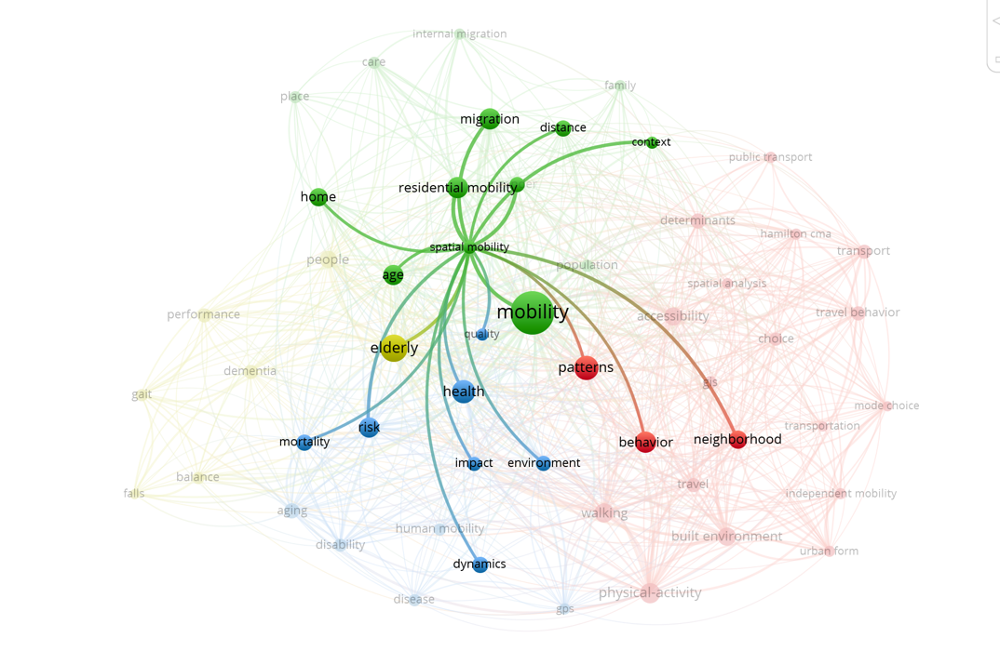 internal migration
care
family
place
migration
distance
context
public transport
residential mobility
home
determinants
hamilton cma
spatial mobility
transport
people
population
age
spatial analysis
mobility
performance
accessibility
travel behavior
quality
choice
elderly
dementia
patterns
gis
health
gait
mode choice
risk
transportation
mortality
behavior
neighborhood
impact
environment
balance
travel
falls
independent mobility
aging
walking
human mobility
built environment
disability
urban form
dynamics
physical-activity
disease
gps